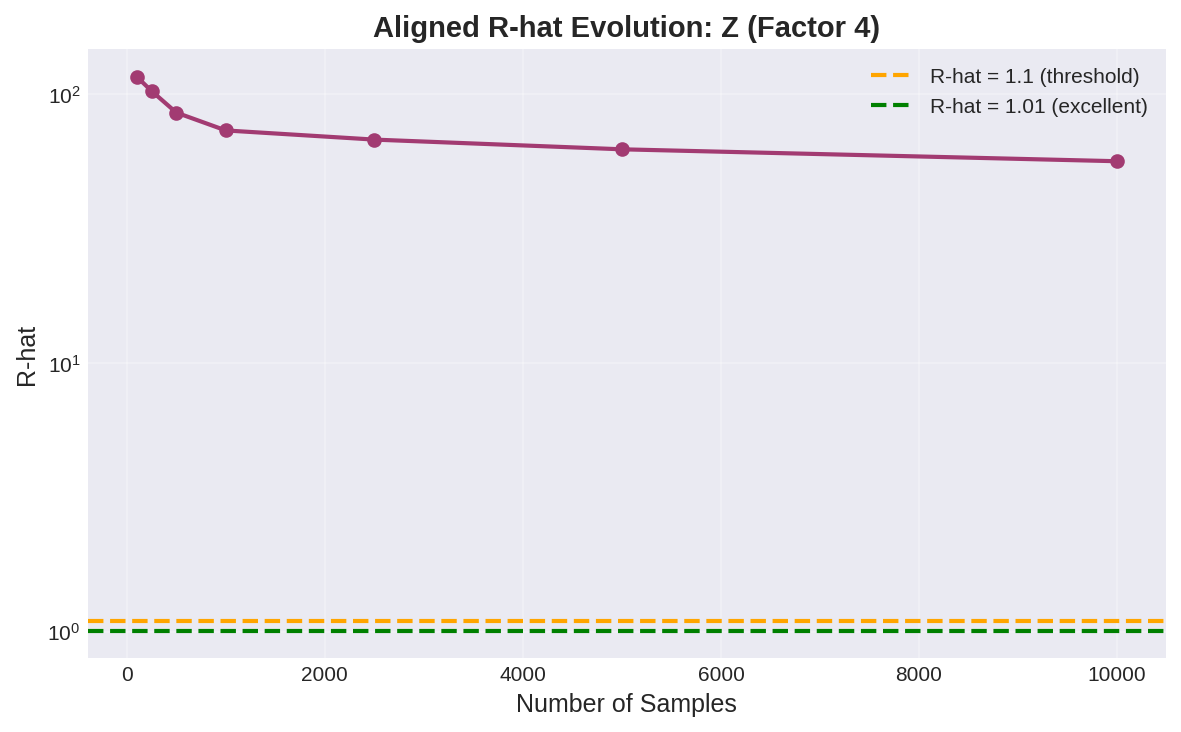 Aligned R-hat Evolution: Z (Factor 4)
R-hat = 1.1 (threshold)
R-hat = 1.01 (excellent)
10²
10¹
10⁰
R-hat
0 2000 4000 6000 8000 10000
Number of Samples